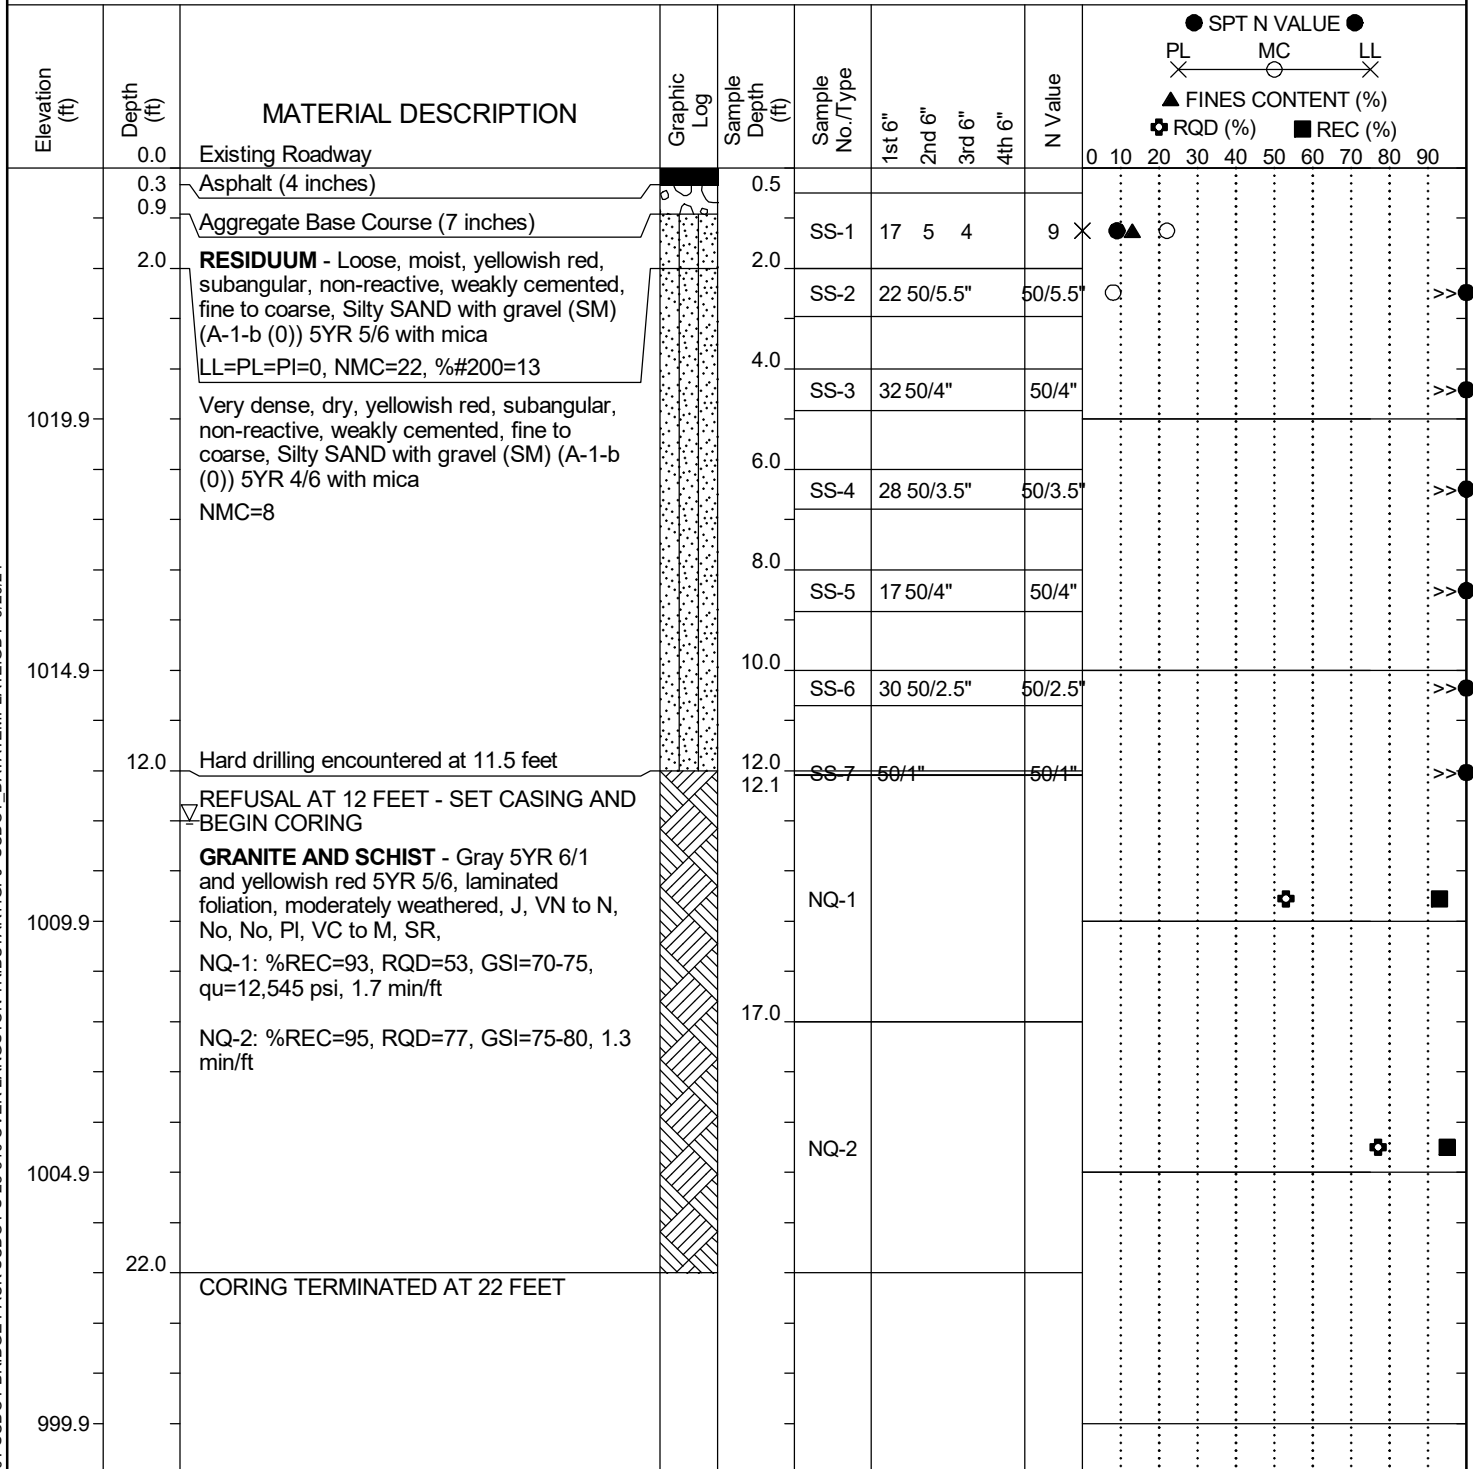 ● SPT N VALUE ●
PL MC LL
▲ FINES CONTENT (%)
RQD (%) ■ REC (%)
Elevation (ft)
Depth (ft)
MATERIAL DESCRIPTION
Graphic Log
Sample Depth (ft)
Sample No./Type
1st 6"
2nd 6"
3rd 6"
4th 6"
N Value
0 10 20 30 40 50 60 70 80 90
0.0 Existing Roadway
0.3 Asphalt (4 inches) 0.5
0.9 Aggregate Base Course (7 inches)
SS-1 17 5 4 9
2.0 RESIDUUM - Loose, moist, yellowish red, 2.0
subangular, non-reactive, weakly cemented,
SS-2 22 50/5.5" 50/5.5" >>
fine to coarse, Silty SAND with gravel (SM)
(A-1-b (0)) 5YR 5/6 with mica
LL=PL=PI=0, NMC=22, %#200=13 4.0
SS-3 32 50/4" 50/4" >>
Very dense, dry, yellowish red, subangular,
1019.9 non-reactive, weakly cemented, fine to
coarse, Silty SAND with gravel (SM) (A-1-b
(0)) 5YR 4/6 with mica 6.0
SS-4 28 50/3.5" 50/3.5" >>
NMC=8
8.0
SS-5 17 50/4" 50/4" >>
1014.9 10.0
SS-6 30 50/2.5" 50/2.5" >>
12.0 Hard drilling encountered at 11.5 feet 12.0
SS-7 50/1" 50/1" >>
12.1
REFUSAL AT 12 FEET - SET CASING AND
BEGIN CORING
GRANITE AND SCHIST - Gray 5YR 6/1
and yellowish red 5YR 5/6, laminated
foliation, moderately weathered, J, VN to N, NQ-1
1009.9 No, No, Pl, VC to M, SR,
NQ-1: %REC=93, RQD=53, GSI=70-75,
qu=12,545 psi, 1.7 min/ft
17.0
NQ-2: %REC=95, RQD=77, GSI=75-80, 1.3
min/ft
NQ-2
1004.9
22.0
CORING TERMINATED AT 22 FEET
999.9